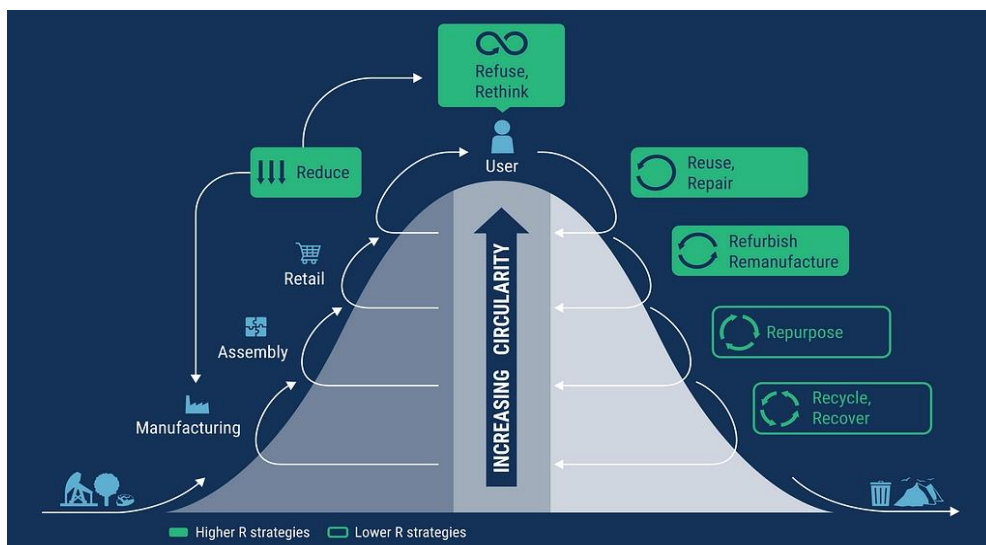 Refuse,
Rethink
User
Reduce
Reuse,
Repair
Refurbish
Remanufacture
Retail
Repurpose
Assembly
Recycle,
Recover
Manufacturing
INCREASING CIRCULARITY
Higher R strategies
Lower R strategies